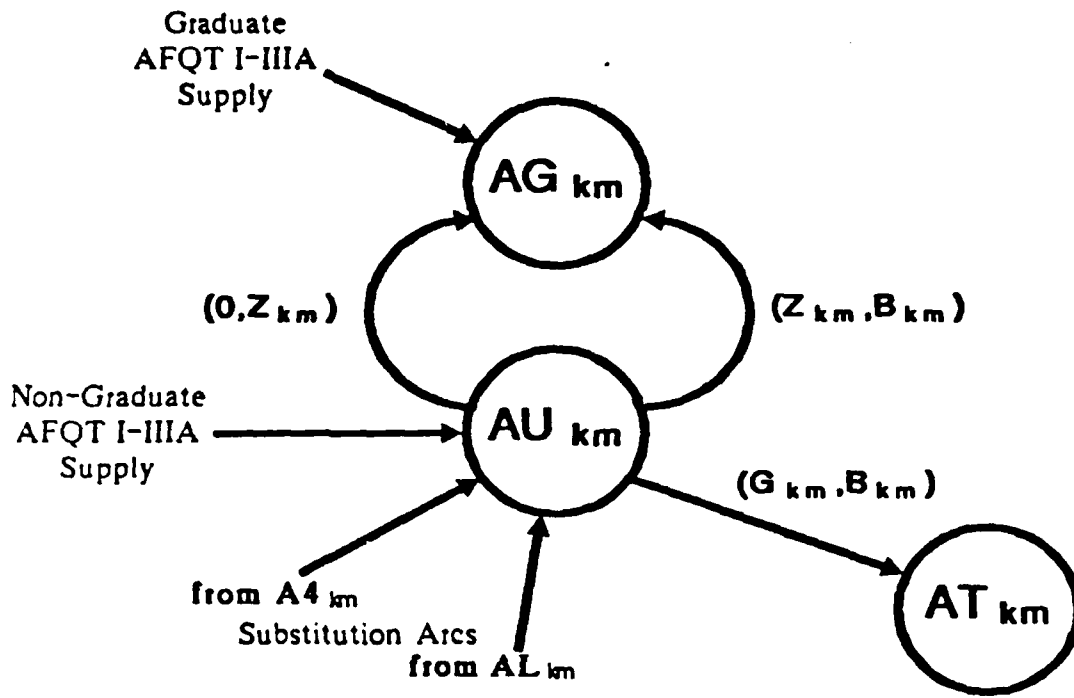 Graduate
AFQT I-IIIA
Supply
AG km
(0,Z km)
(Z km,B km)
Non-Graduate
AFQT I-IIIA
Supply
AU km
(G km,B km)
from A4 km
Substitution Arcs
from AL km
AT km